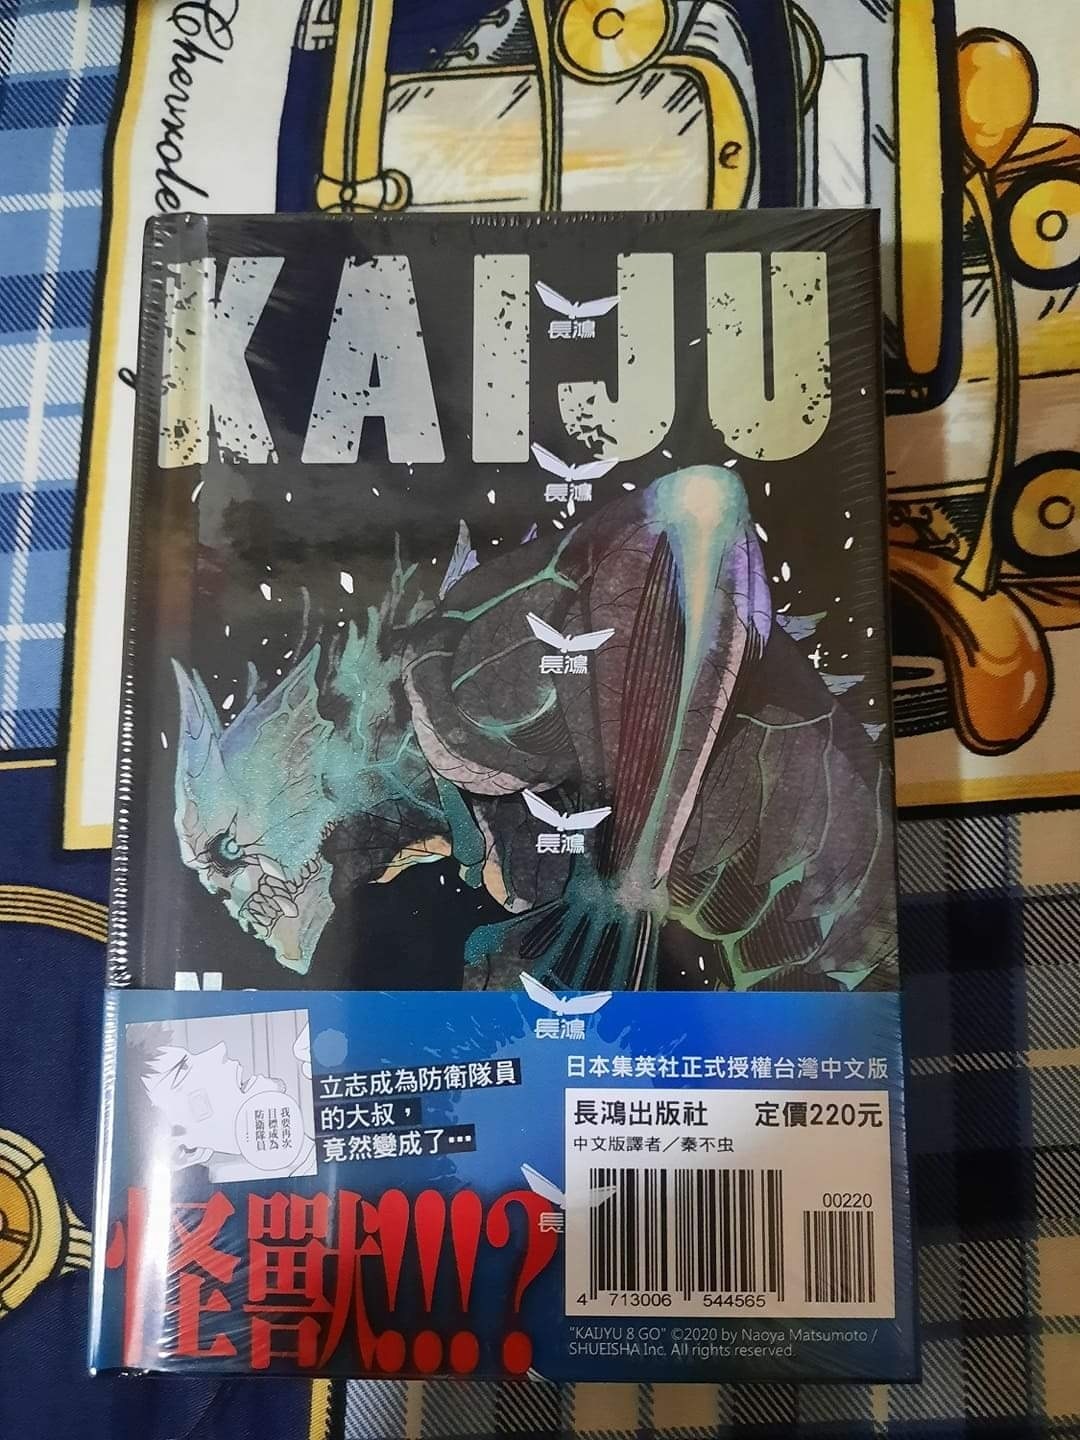 Chevxole
e
KAIJU
長鴻
長鴻
長鴻
長鴻
長鴻
立志成為防衛隊員
的大叔，
竟然變成了…
怪獸!!!?
我要再次
目標成為
防衛隊員
……
日本集英社正式授權台灣中文版
長鴻出版社 定價220元
中文版譯者／秦不虫
00220
4 713006 544565
"KAIJYU 8 GO" ©2020 by Naoya Matsumoto /
SHUEISHA Inc. All rights reserved.